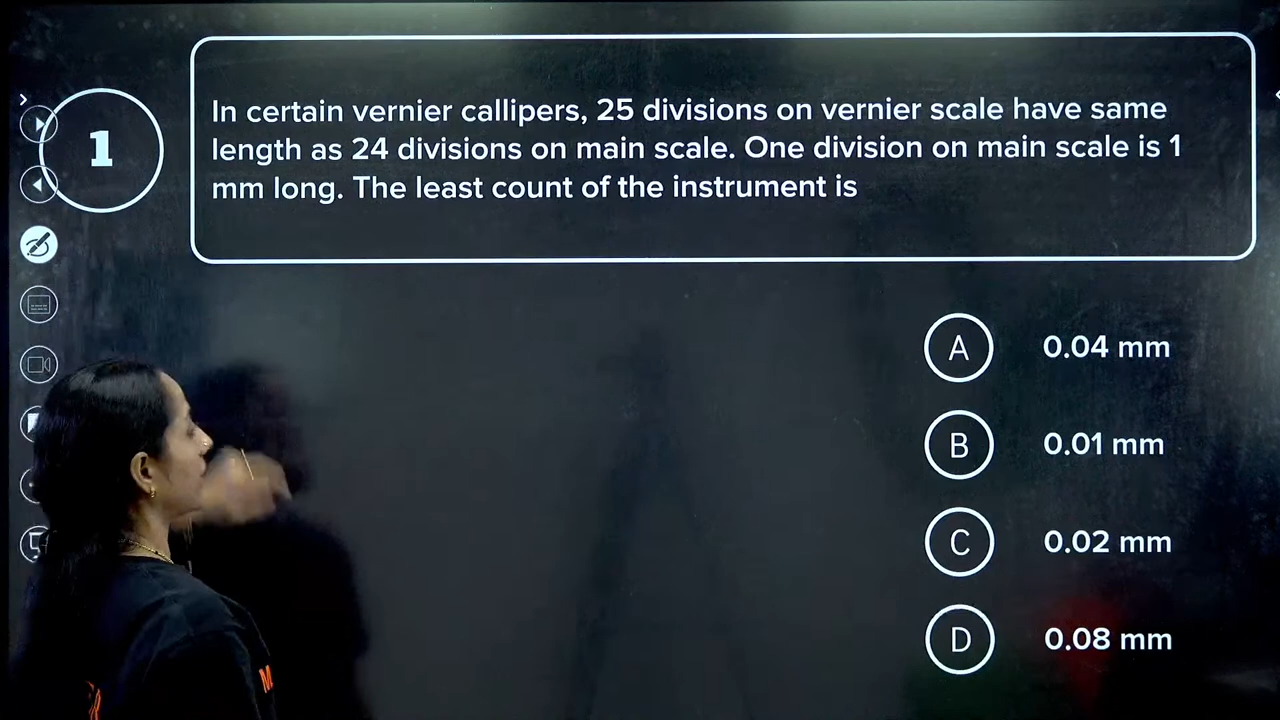 1
In certain vernier callipers, 25 divisions on vernier scale have same
length as 24 divisions on main scale. One division on main scale is 1
mm long. The least count of the instrument is
A 0.04 mm
B 0.01 mm
C 0.02 mm
D 0.08 mm